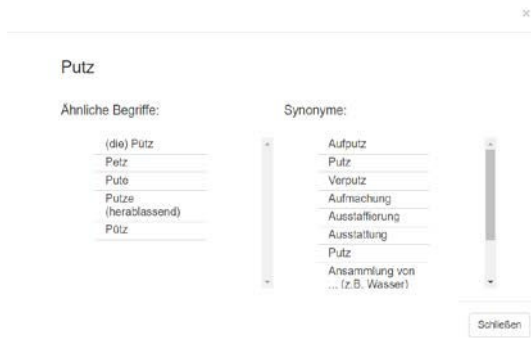 ×
Putz
Ähnliche Begriffe:
(die) Pütz
Petz
Pute
Putze
(herablassend)
Pütz
Synonyme:
Aufputz
Putz
Verputz
Aufmachung
Ausstaffierung
Ausstattung
Putz
Ansammlung von
... (z.B. Wasser)
Schließen